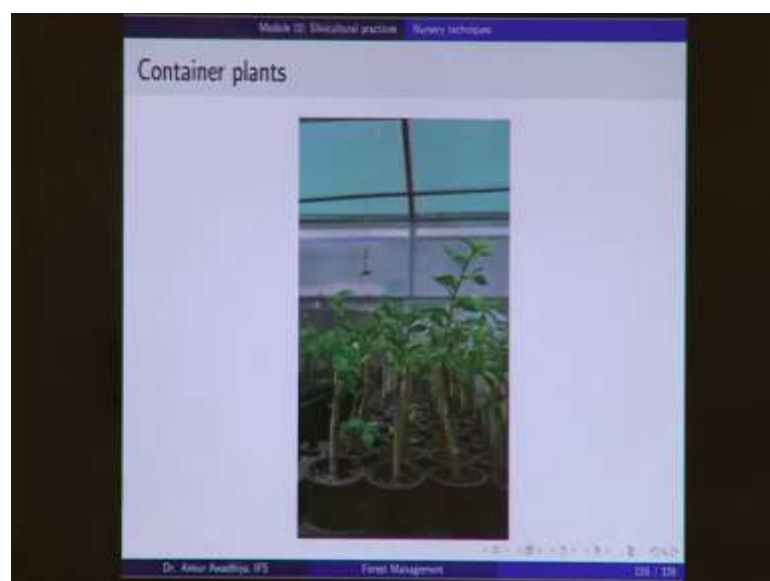 Module III: Silvicultural practices Nursery techniques
Container plants
Dr. Ankur Awadhiya, IFS Forest Management